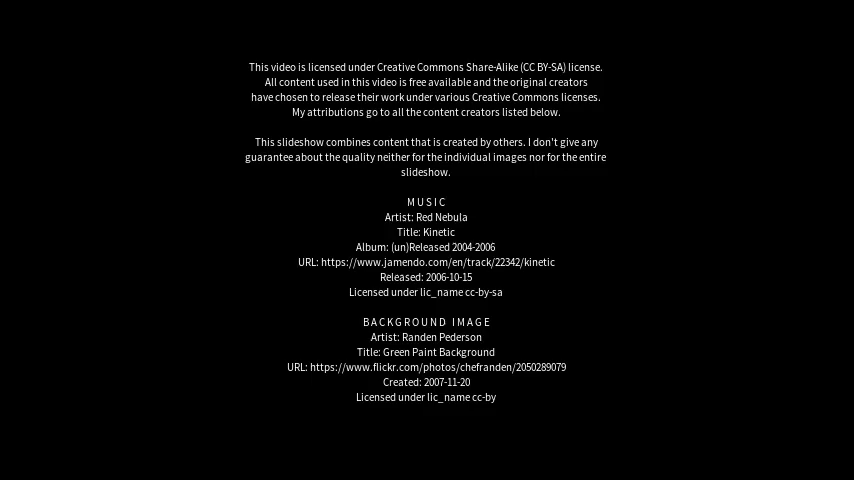 This video is licensed under Creative Commons Share-Alike (CC BY-SA) license.
All content used in this video is free available and the original creators
have chosen to release their work under various Creative Commons licenses.
My attributions go to all the content creators listed below.
This slideshow combines content that is created by others. I don't give any
guarantee about the quality neither for the individual images nor for the entire
slideshow.
MUSIC
Artist: Red Nebula
Title: Kinetic
Album: (un)Released 2004-2006
URL: https://www.jamendo.com/en/track/22342/kinetic
Released: 2006-10-15
Licensed under lic_name cc-by-sa
BACKGROUND IMAGE
Artist: Randen Pederson
Title: Green Paint Background
URL: https://www.flickr.com/photos/chefranden/2050289079
Created: 2007-11-20
Licensed under lic_name cc-by